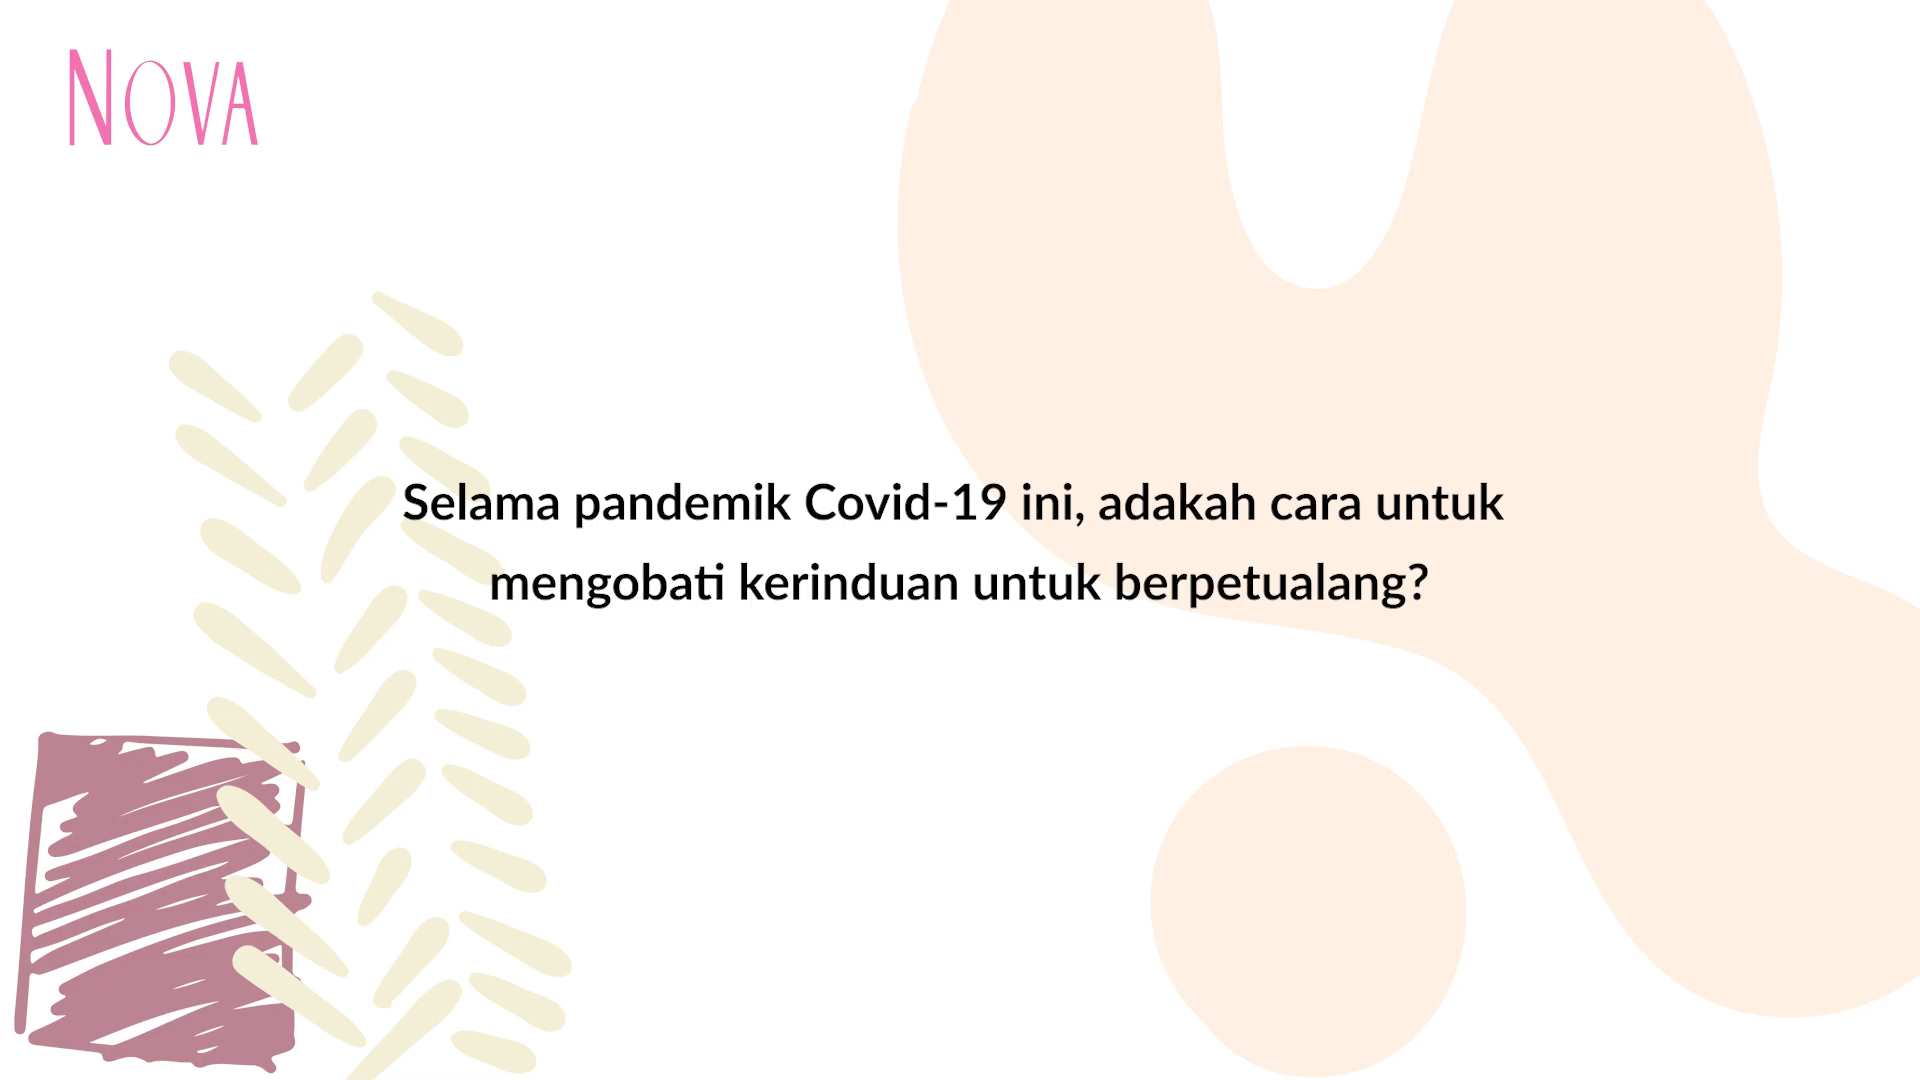 NOVA
Selama pandemik Covid-19 ini, adakah cara untuk
mengobati kerinduan untuk berpetualang?